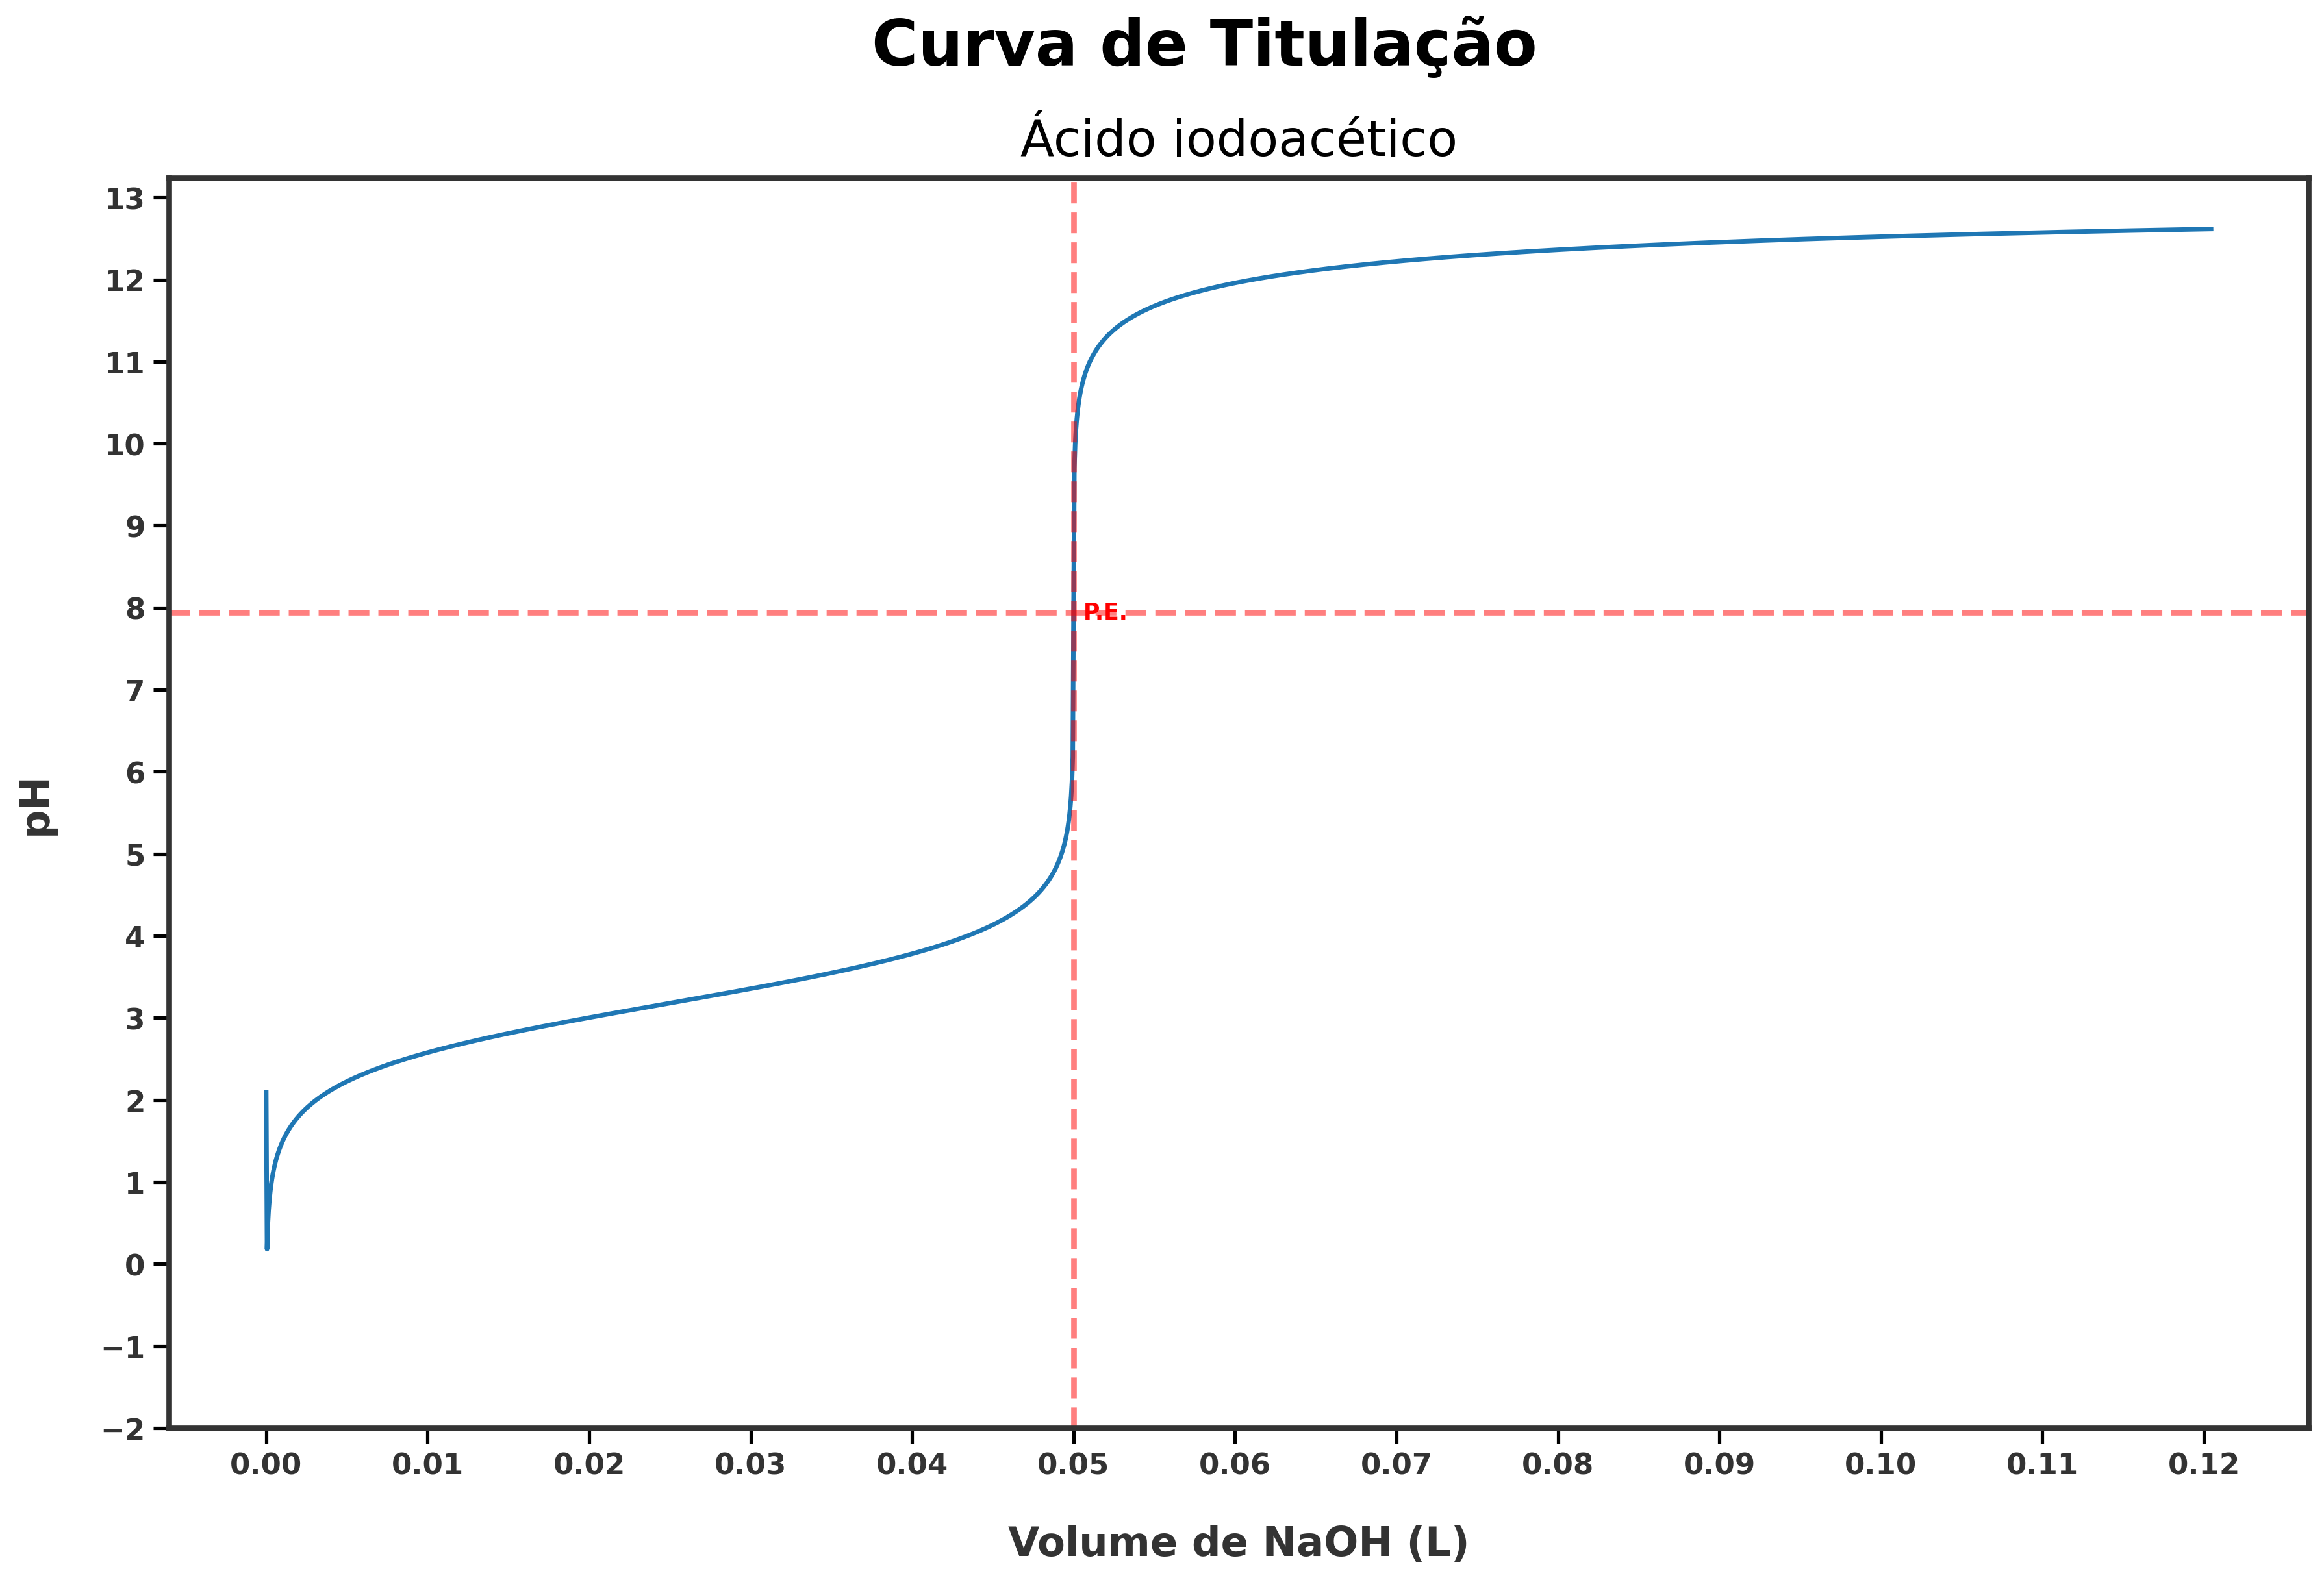 Curva de Titulação
Ácido iodoacético
13
12
11
10
9
8
7
6
5
4
3
2
1
0
−1
−2
pH
P.E.
0.00 0.01 0.02 0.03 0.04 0.05 0.06 0.07 0.08 0.09 0.10 0.11 0.12
Volume de NaOH (L)